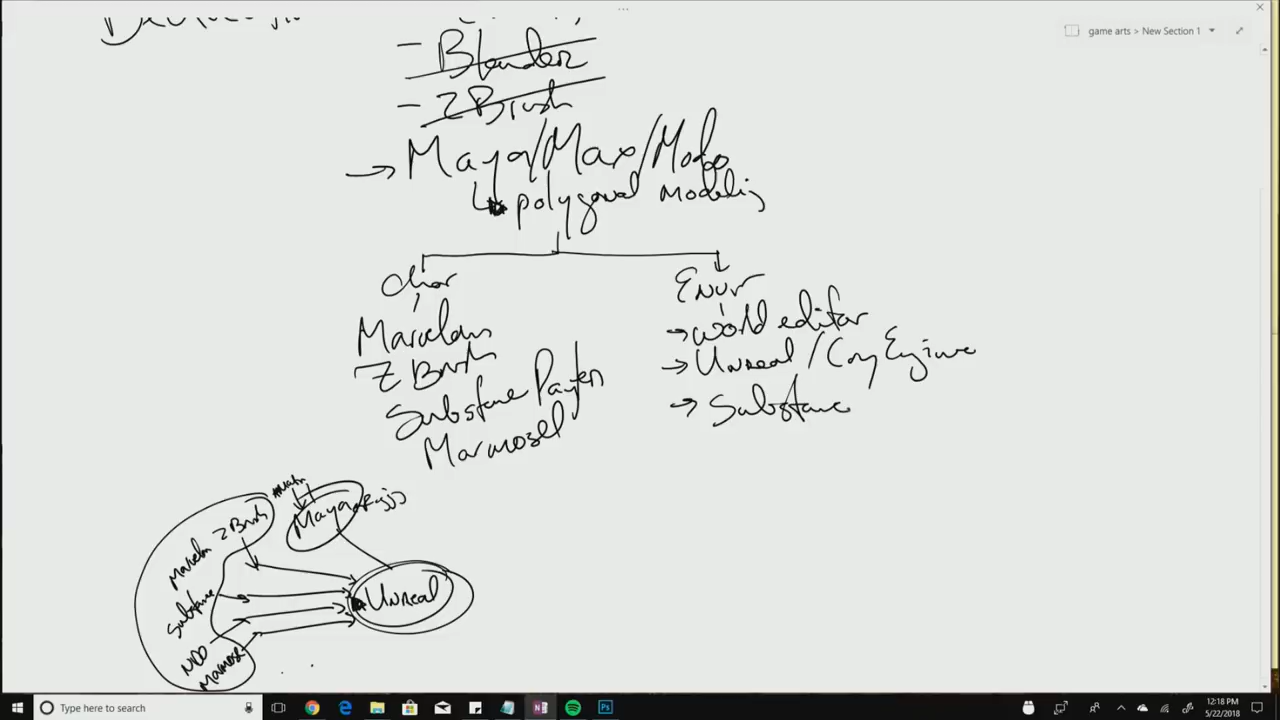 game arts > New Section 1
- Blender
- ZBrush
→ Maya/Max/Modo
↳ polygonal modeling
Char
Envir
Marvelous
ZBrush
Substance Painter
Marmoset
→ world editor
→ Unreal / CryEngine
→ Substance
ZBrush
Maya
Marvelous
Substance
Unreal
NDO
Marmoset
Type here to search
12:18 PM
5/22/2018